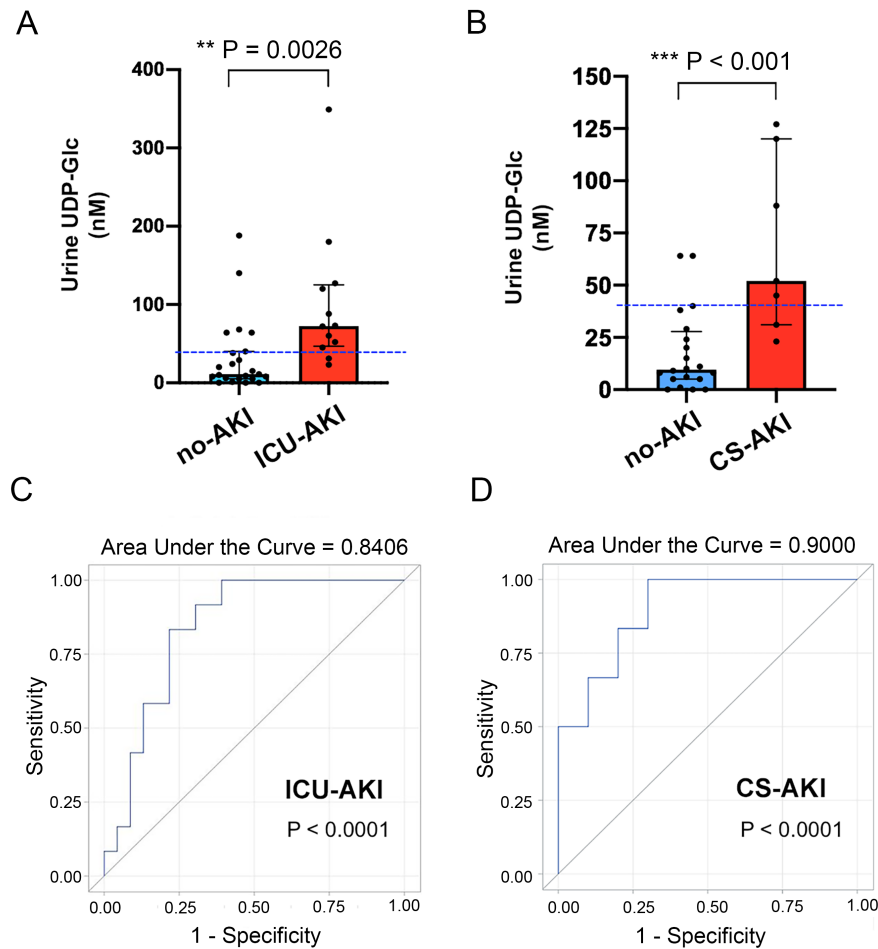 A
** P = 0.0026
400
300
200
100
0
Urine UDP-Glc
(nM)
no-AKI
ICU-AKI
B
*** P < 0.001
150
125
100
75
50
25
0
Urine UDP-Glc
(nM)
no-AKI
CS-AKI
C
Area Under the Curve = 0.8406
1.00
0.75
0.50
0.25
0.00
Sensitivity
ICU-AKI
P < 0.0001
0.00 0.25 0.50 0.75 1.00
1 - Specificity
D
Area Under the Curve = 0.9000
1.00
0.75
0.50
0.25
0.00
Sensitivity
CS-AKI
P < 0.0001
0.00 0.25 0.50 0.75 1.00
1 - Specificity